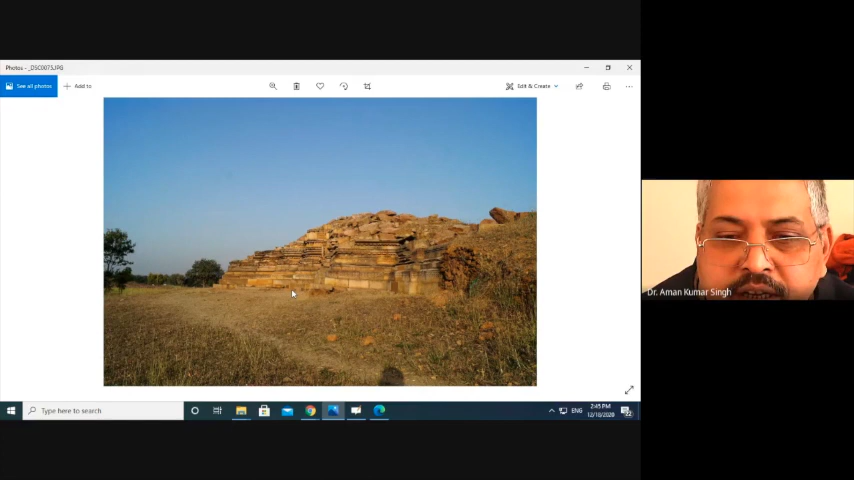 Photos - _DSC0075.JPG
See all photos
Add to
Edit & Create
Dr. Aman Kumar Singh
Type here to search
ENG
2:45 PM
12/10/2020
22